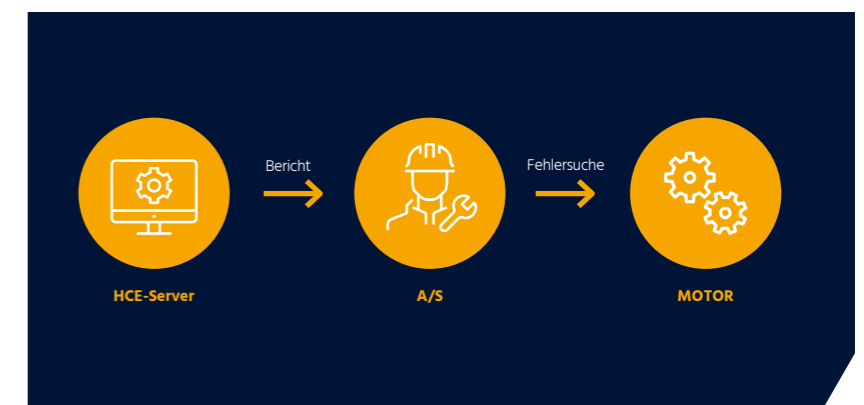 Bericht
Fehlersuche
HCE-Server
A/S
MOTOR